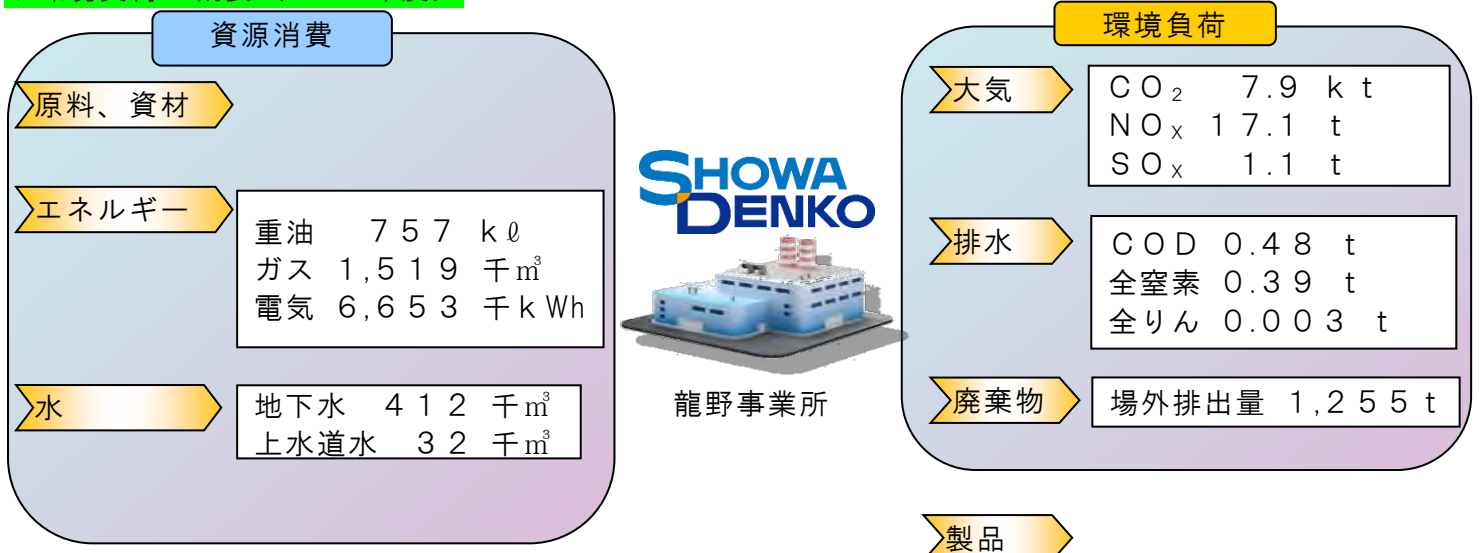 資源消費
原料、資材
エネルギー
重油 757 kℓ
ガス 1,519 千㎥
電気 6,653 千kWh
水
地下水 412 千㎥
上水道水 32 千㎥
SHOWA
DENKO
龍野事業所
環境負荷
大気
CO₂ 7.9 kt
NOX 17.1 t
SOX 1.1 t
排水
COD 0.48 t
全窒素 0.39 t
全りん 0.003 t
廃棄物
場外排出量 1,255t
製品